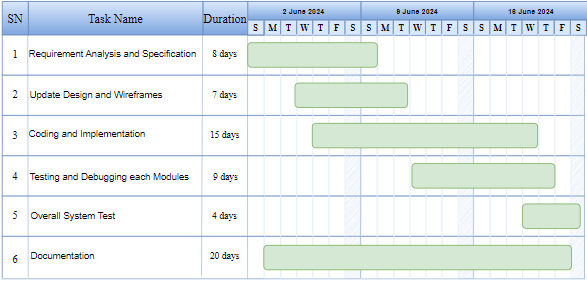 SN Task Name Duration 2 June 2024 9 June 2024 16 June 2024
S M T W T F S S M T W T F S S M T W T F S
1 Requirement Analysis and Specification 8 days
2 Update Design and Wireframes 7 days
3 Coding and Implementation 15 days
4 Testing and Debugging each Modules 9 days
5 Overall System Test 4 days
6 Documentation 20 days